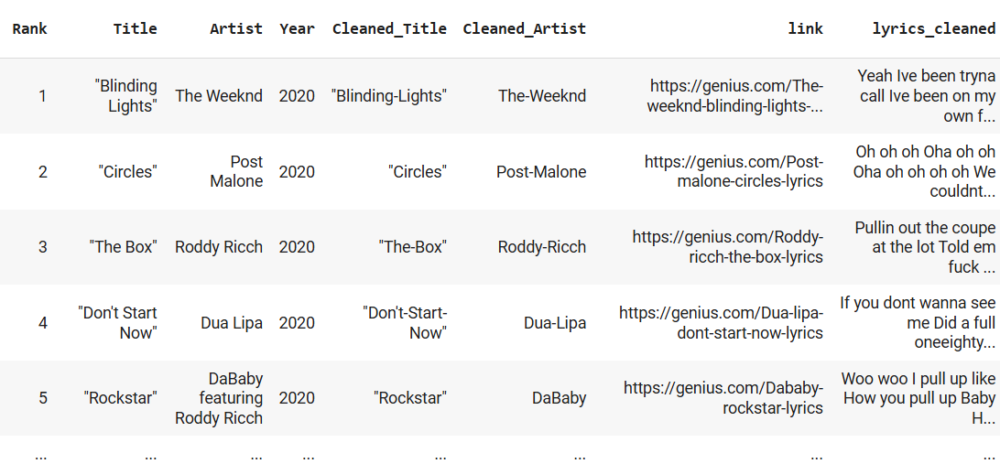 Rank Title Artist Year Cleaned_Title Cleaned_Artist link lyrics_cleaned
1 "Blinding Lights" The Weeknd 2020 "Blinding-Lights" The-Weeknd https://genius.com/The-weeknd-blinding-lights-... Yeah Ive been tryna call Ive been on my own f...
2 "Circles" Post Malone 2020 "Circles" Post-Malone https://genius.com/Post-malone-circles-lyrics Oh oh oh Oha oh oh Oha oh oh oh oh We couldnt...
3 "The Box" Roddy Ricch 2020 "The-Box" Roddy-Ricch https://genius.com/Roddy-ricch-the-box-lyrics Pullin out the coupe at the lot Told em fuck ...
4 "Don't Start Now" Dua Lipa 2020 "Don't-Start-Now" Dua-Lipa https://genius.com/Dua-lipa-dont-start-now-lyrics If you dont wanna see me Did a full oneeighty...
5 "Rockstar" DaBaby featuring Roddy Ricch 2020 "Rockstar" DaBaby https://genius.com/Dababy-rockstar-lyrics Woo woo I pull up like How you pull up Baby H...
... ... ... ... ... ... ... ...